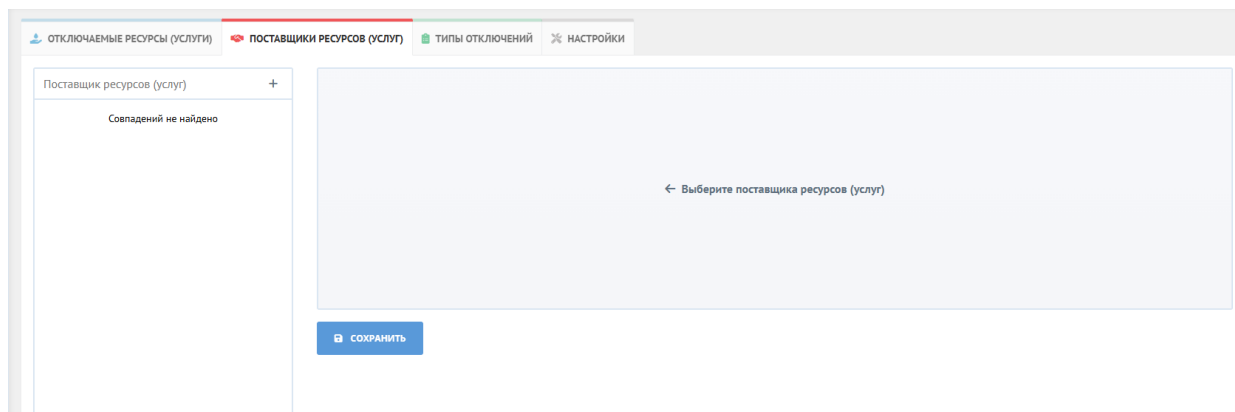 ОТКЛЮЧАЕМЫЕ РЕСУРСЫ (УСЛУГИ) ПОСТАВЩИКИ РЕСУРСОВ (УСЛУГ) ТИПЫ ОТКЛЮЧЕНИЙ НАСТРОЙКИ
Поставщик ресурсов (услуг) +
Совпадений не найдено
← Выберите поставщика ресурсов (услуг)
СОХРАНИТЬ